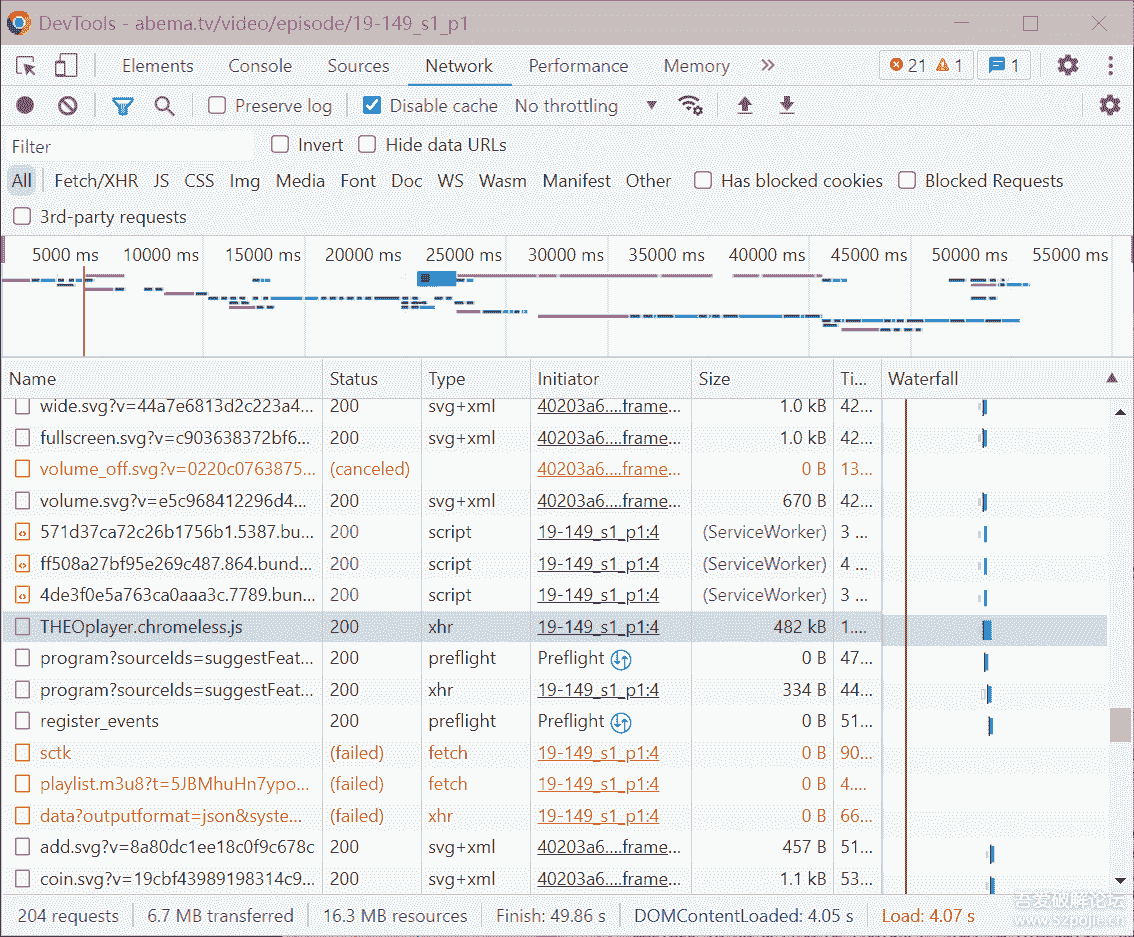 DevTools - abema.tv/video/episode/19-149_s1_p1
Elements Console Sources Network Performance Memory » 21 1 1
Preserve log Disable cache No throttling
Filter Invert Hide data URLs
All Fetch/XHR JS CSS Img Media Font Doc WS Wasm Manifest Other Has blocked cookies Blocked Requests
3rd-party requests
5000 ms 10000 ms 15000 ms 20000 ms 25000 ms 30000 ms 35000 ms 40000 ms 45000 ms 50000 ms 55000 ms
Name Status Type Initiator Size Ti... Waterfall
wide.svg?v=44a7e6813d2c223a4... 200 svg+xml 40203a6....frame... 1.0 kB 42...
fullscreen.svg?v=c903638372bf6... 200 svg+xml 40203a6....frame... 1.0 kB 42...
volume_off.svg?v=0220c0763875... (canceled) 40203a6....frame... 0 B 13...
volume.svg?v=e5c968412296d4... 200 svg+xml 40203a6....frame... 670 B 42...
571d37ca72c26b1756b1.5387.bu... 200 script 19-149_s1_p1:4 (ServiceWorker) 3 ...
ff508a27bf95e269c487.864.bund... 200 script 19-149_s1_p1:4 (ServiceWorker) 4 ...
4de3f0e5a763ca0aaa3c.7789.bun... 200 script 19-149_s1_p1:4 (ServiceWorker) 3 ...
THEOplayer.chromeless.js 200 xhr 19-149_s1_p1:4 482 kB 1....
program?sourceIds=suggestFeat... 200 preflight Preflight 0 B 47...
program?sourceIds=suggestFeat... 200 xhr 19-149_s1_p1:4 334 B 44...
register_events 200 preflight Preflight 0 B 51...
sctk (failed) fetch 19-149_s1_p1:4 0 B 90...
playlist.m3u8?t=5JBMhuHn7ypo... (failed) fetch 19-149_s1_p1:4 0 B 4....
data?outputformat=json&syste... (failed) xhr 19-149_s1_p1:4 0 B 66...
add.svg?v=8a80dc1ee18c0f9c678c 200 svg+xml 40203a6....frame... 457 B 51...
coin.svg?v=19cbf43989198314c9... 200 svg+xml 40203a6....frame... 1.1 kB 53...
204 requests 6.7 MB transferred 16.3 MB resources Finish: 49.86 s DOMContentLoaded: 4.05 s Load: 4.07 s
吾爱破解论坛
www.52pojie.cn